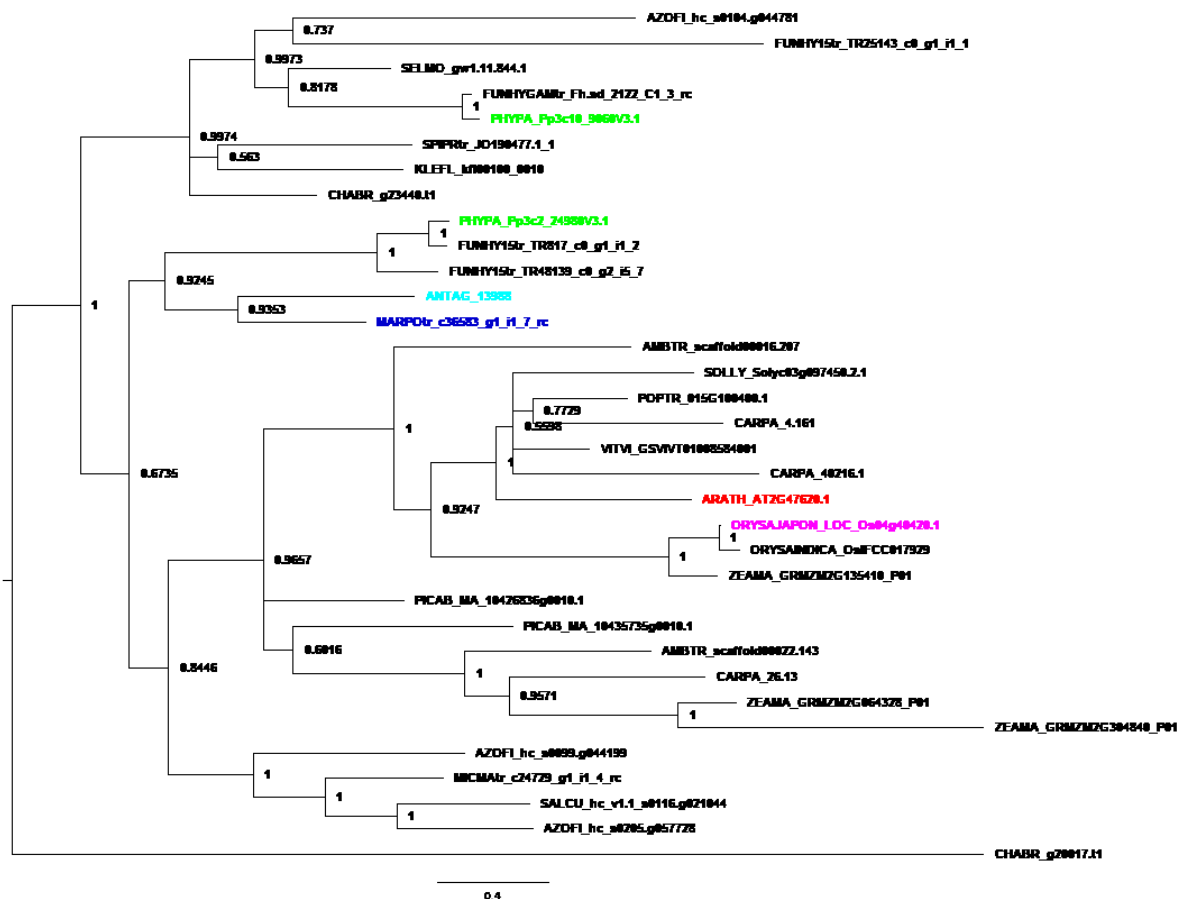 AZOFI_hc_s0104.g044781
0.737
FUNHY15tr_TR25143_c0_g1_i1_1
0.9973
SELMO_gw1.11.844.1
0.8178
FUNHYGAMtr_Fh.sd_2122_C1_3_rc
1
PHYPA_Pp3c10_9060V3.1
0.9974
SPIPRtr_JO190477.1_1
0.563
KLEFL_kfl00100_0010
CHABR_g23440.t1
PHYPA_Pp3c2_24980V3.1
1
FUNHY15tr_TR817_c0_g1_i1_2
1
FUNHY15tr_TR48139_c0_g2_i5_7
0.9245
ANTAG_13988
1
0.9353
MARPOtr_c36583_g1_i1_7_rc
AMBTR_scaffold00016.207
SOLLY_Solyc03g097450.2.1
POPTR_015G100400.1
0.7729
CARPA_4.161
0.5598
1
VITVI_GSVIVT01008584001
1
CARPA_40216.1
0.6735
ARATH_AT2G47620.1
0.9247
ORYSAJAPON_LOC_Os04g40420.1
1
ORYSAINDICA_OsIFCC017929
1
0.9657
ZEAMA_GRMZM2G135410_P01
PICAB_MA_10426836g0010.1
PICAB_MA_10435735g0010.1
0.6016
AMBTR_scaffold00022.143
0.8446
1
CARPA_26.13
0.9571
ZEAMA_GRMZM2G064328_P01
1
ZEAMA_GRMZM2G304840_P01
AZOFI_hc_s0099.g044199
1
MICMAtr_c24729_g1_i1_4_rc
1
SALCU_hc_v1.1_s0116.g021044
1
AZOFI_hc_s0205.g057728
CHABR_g20017.t1
0.4